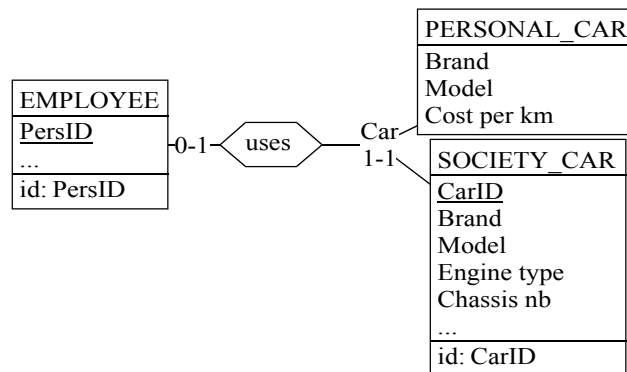 EMPLOYEE
PersID
...
id: PersID
0-1
uses
Car
1-1
PERSONAL_CAR
Brand
Model
Cost per km
SOCIETY_CAR
CarID
Brand
Model
Engine type
Chassis nb
...
id: CarID